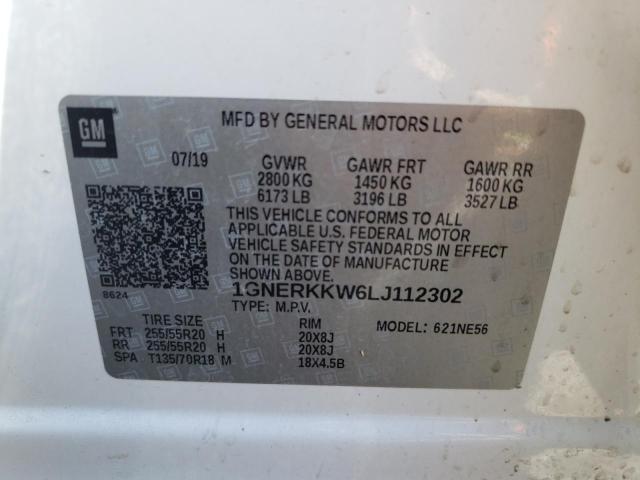 GM
MFD BY GENERAL MOTORS LLC
07/19 GVWR GAWR FRT GAWR RR
2800 KG 1450 KG 1600 KG
6173 LB 3196 LB 3527 LB
THIS VEHICLE CONFORMS TO ALL
APPLICABLE U.S. FEDERAL MOTOR
VEHICLE SAFETY STANDARDS IN EFFECT
ON THE DATE OF MANUFACTURE
SHOWN ABOVE.
8624
1GNERKKW6LJ112302
TYPE: M.P.V.
TIRE SIZE RIM MODEL: 621NE56
FRT 255/55R20 H 20X8J
RR 255/55R20 H 20X8J
SPA T135/70R18 M 18X4.5B